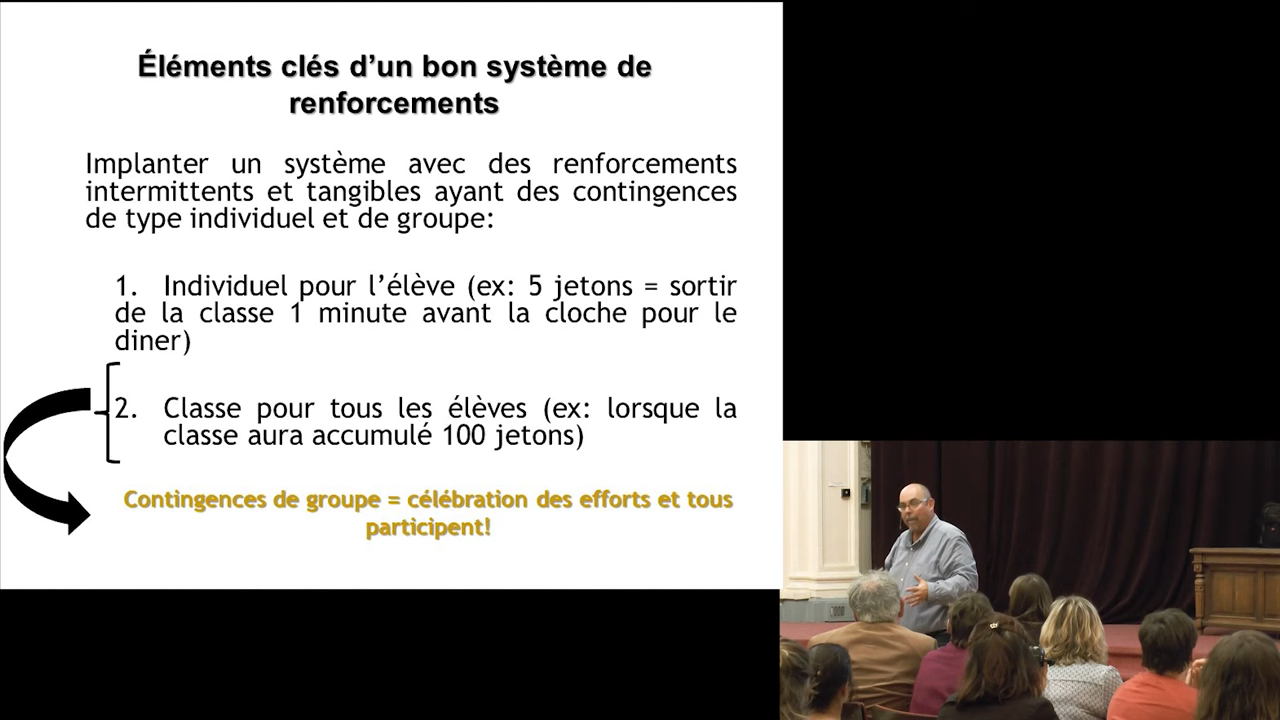 Éléments clés d’un bon système de
renforcements
Implanter un système avec des renforcements
intermittents et tangibles ayant des contingences
de type individuel et de groupe:
1. Individuel pour l’élève (ex: 5 jetons = sortir
de la classe 1 minute avant la cloche pour le
diner)
2. Classe pour tous les élèves (ex: lorsque la
classe aura accumulé 100 jetons)
Contingences de groupe = célébration des efforts et tous
participent!